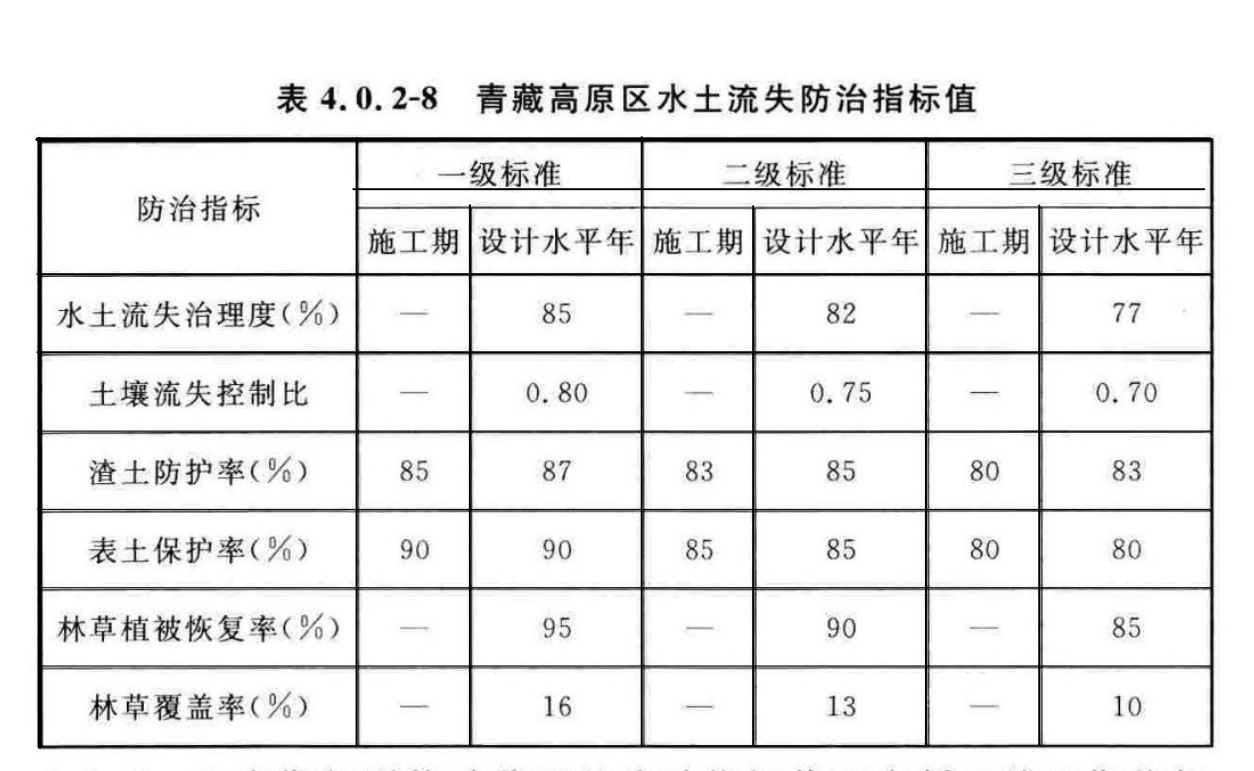 表 4.0.2-8 青藏高原区水土流失防治指标值
防治指标 一级标准 二级标准 三级标准
施工期 设计水平年 施工期 设计水平年 施工期 设计水平年
水土流失治理度(%) — 85 — 82 — 77
土壤流失控制比 — 0.80 — 0.75 — 0.70
渣土防护率(%) 85 87 83 85 80 83
表土保护率(%) 90 90 85 85 80 80
林草植被恢复率(%) — 95 — 90 — 85
林草覆盖率(%) — 16 — 13 — 10